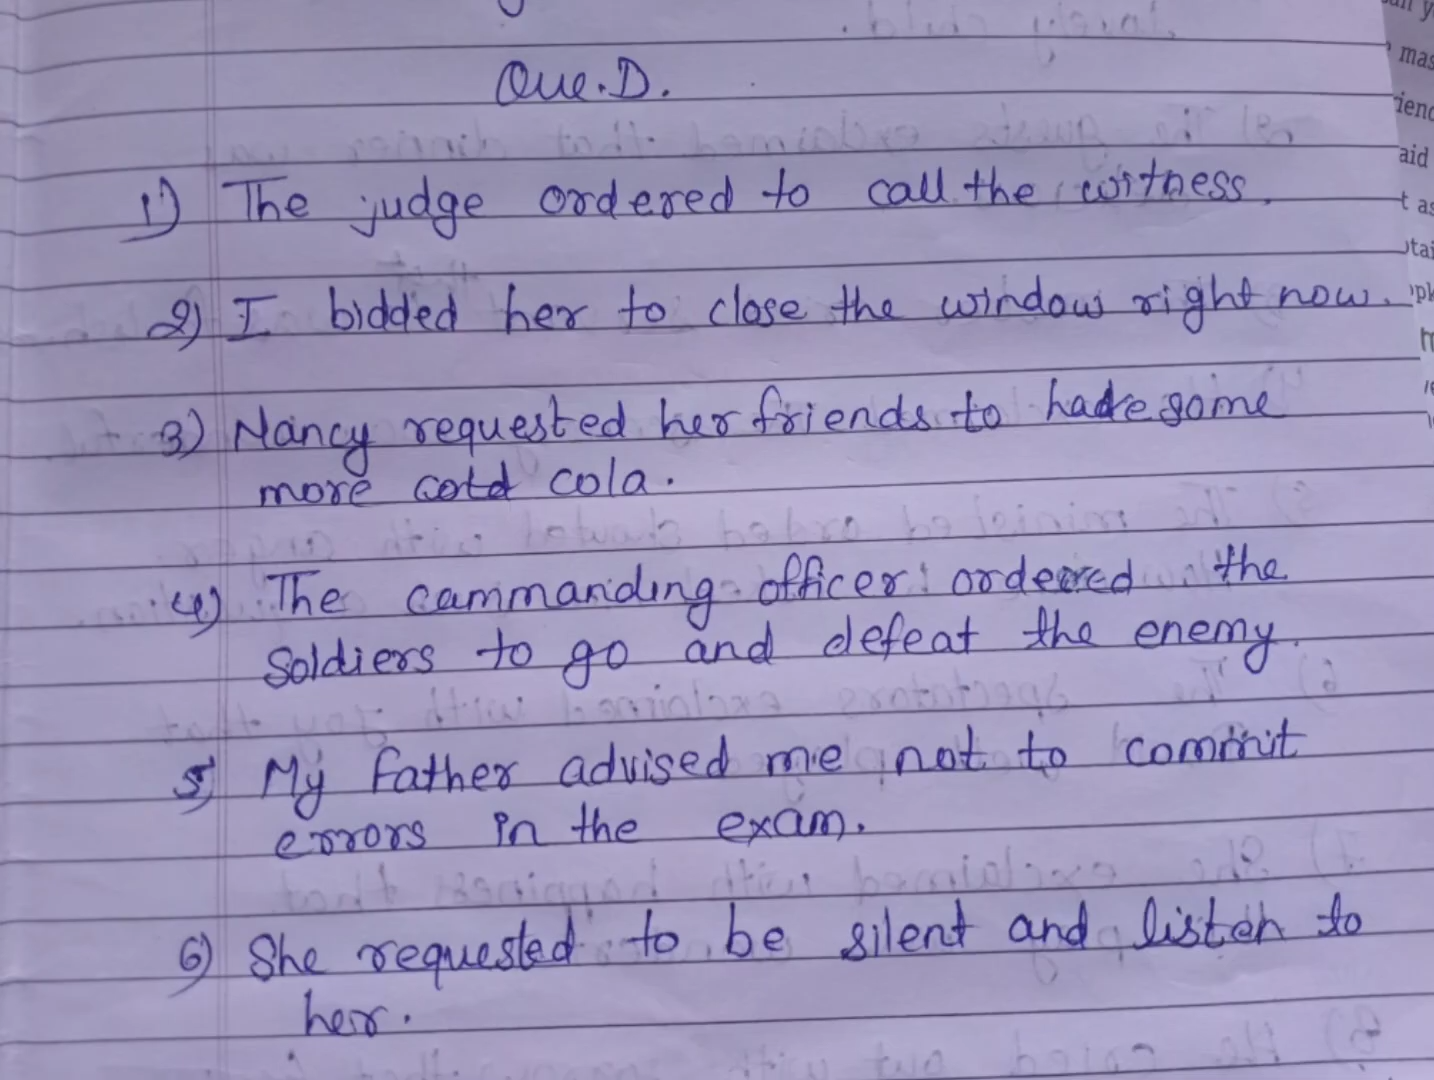 Que.D.
1) The judge ordered to call the witness.
2) I bidded her to close the window right now.
3) Nancy requested her friends to have some
more cold cola.
4) The commanding officer ordered the
soldiers to go and defeat the enemy.
5) My father advised me not to commit
errors in the exam.
6) She requested to be silent and listen to
her.
mas
aid